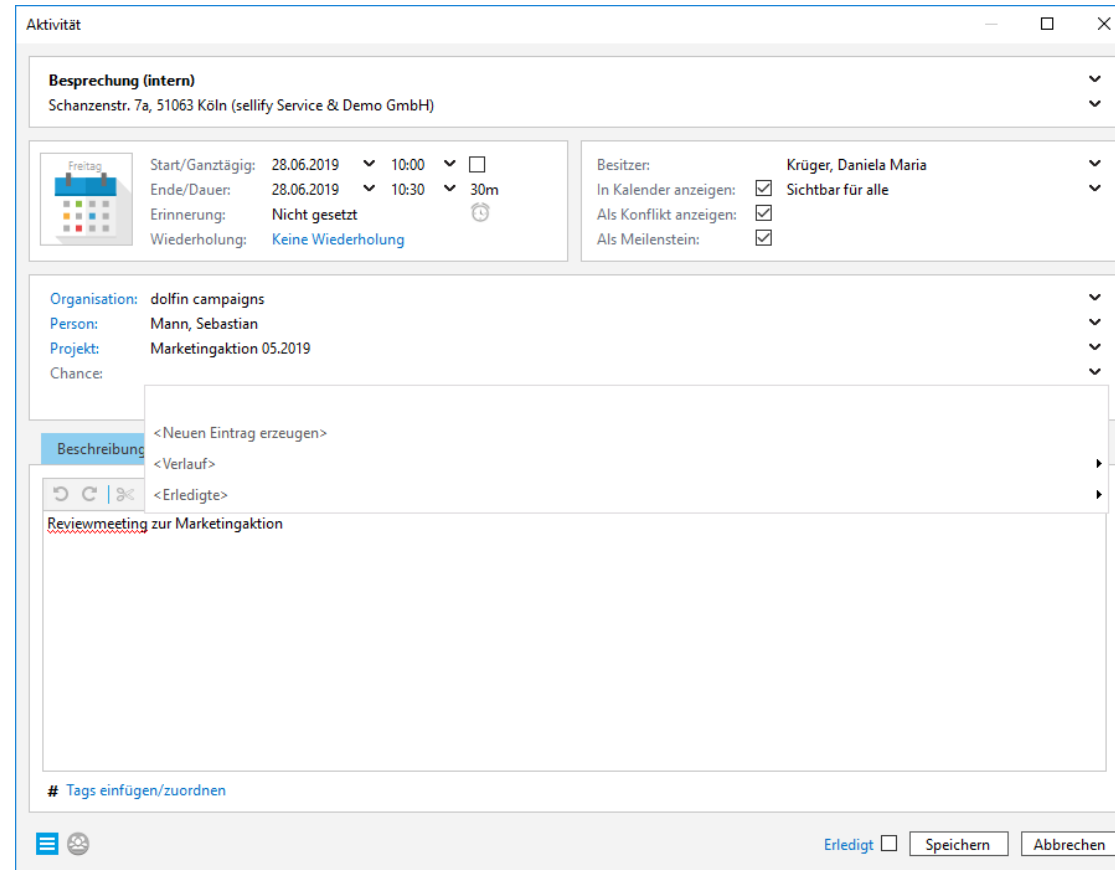 Aktivität
Besprechung (intern)
Schanzenstr. 7a, 51063 Köln (sellify Service & Demo GmbH)
Freitag
Start/Ganztägig: 28.06.2019 10:00
Ende/Dauer: 28.06.2019 10:30 30m
Erinnerung: Nicht gesetzt
Wiederholung: Keine Wiederholung
Besitzer: Krüger, Daniela Maria
In Kalender anzeigen: Sichtbar für alle
Als Konflikt anzeigen:
Als Meilenstein:
Organisation: dolfin campaigns
Person: Mann, Sebastian
Projekt: Marketingaktion 05.2019
Chance:
<Neuen Eintrag erzeugen>
<Verlauf>
<Erledigte>
Beschreibung
Reviewmeeting zur Marketingaktion
# Tags einfügen/zuordnen
Erledigt Speichern Abbrechen